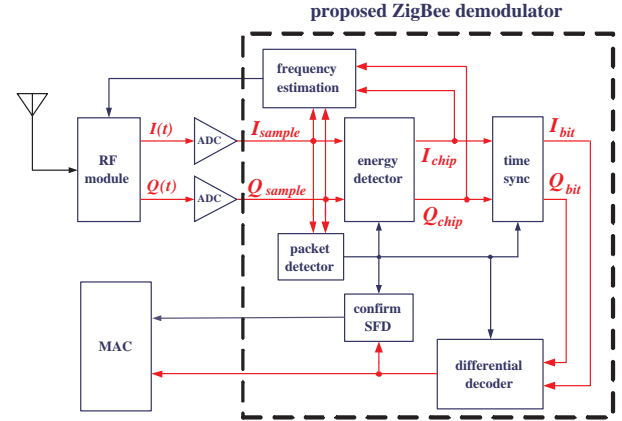 proposed ZigBee demodulator
frequency
estimation
I(t)
ADC
I sample
I chip
I bit
RF
module
energy
detector
time
sync
Q(t)
ADC
Q sample
Q chip
Q bit
packet
detector
confirm
SFD
MAC
differential
decoder